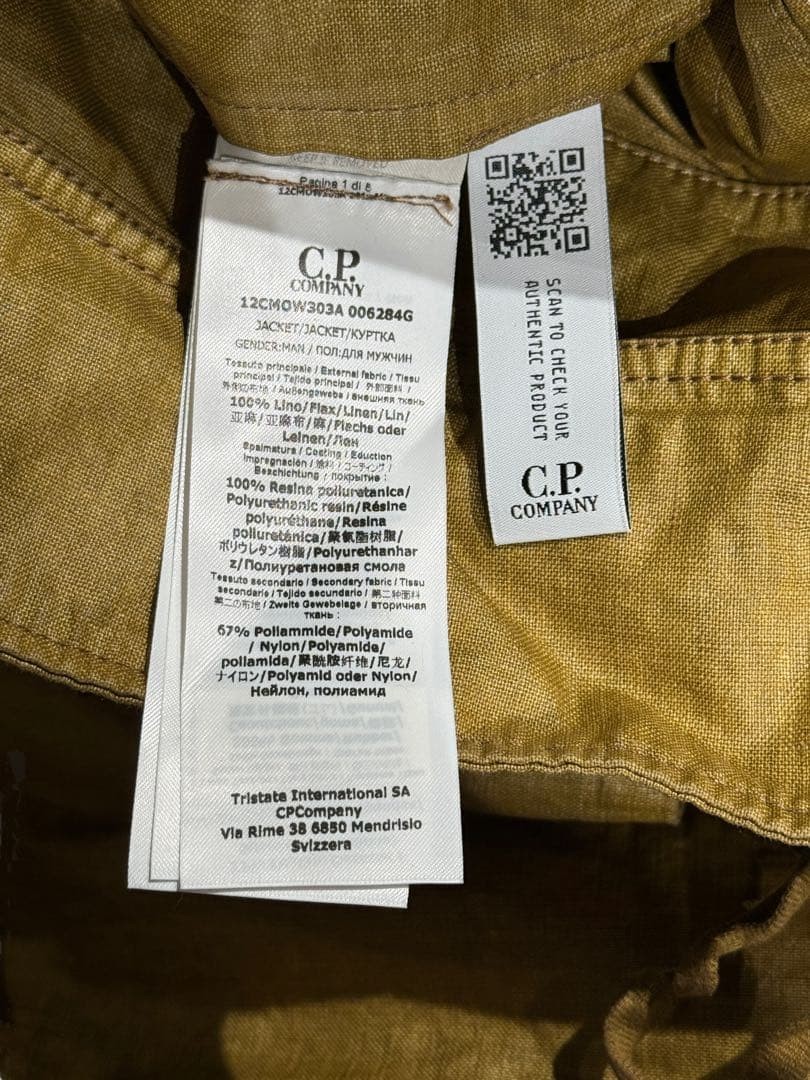 KEEP IF REMOVED
Pagina 1 di 8
C.P.
COMPANY
12CMOW303A 006284G
JACKET/JACKET/КУРТКА
GENDER:MAN / ПОЛ:ДЛЯ МУЖЧИН
Tessuto principale / External fabric / Tissu
principal / Tejido principal / 外部面料 /
外側の布地 / Außengewebe / внешняя ткань
100% Lino/Flax/Linen/Lin/
亚麻/亚麻布/麻/Flachs oder
Leinen/Лен
Spalmatura / Coating / Eduction
Impregnación / 涂料 / コーティング /
Beschichtung / покрытие :
100% Resina poliuretanica/
Polyurethanic resin/Résine
polyuréthane/Resina
poliuretánica/聚氨酯树脂/
ポリウレタン樹脂/Polyurethanhar
z/Полиуретановая смола
Tessuto secondario / Secondary fabric / Tissu
secondario / Tejido secundario / 第二种面料
第二の布地 / Zweite Gewebelage / вторичная
ткань :
67% Poliammide/Polyamide
/ Nylon/Polyamide/
poliamida/聚酰胺纤维/尼龙/
ナイロン/Polyamid oder Nylon/
Нейлон, полиамид
Tristate International SA
CPCompany
Via Rime 38 6850 Mendrisio
Svizzera
SCAN TO CHECK YOUR
AUTHENTIC PRODUCT
C.P.
COMPANY